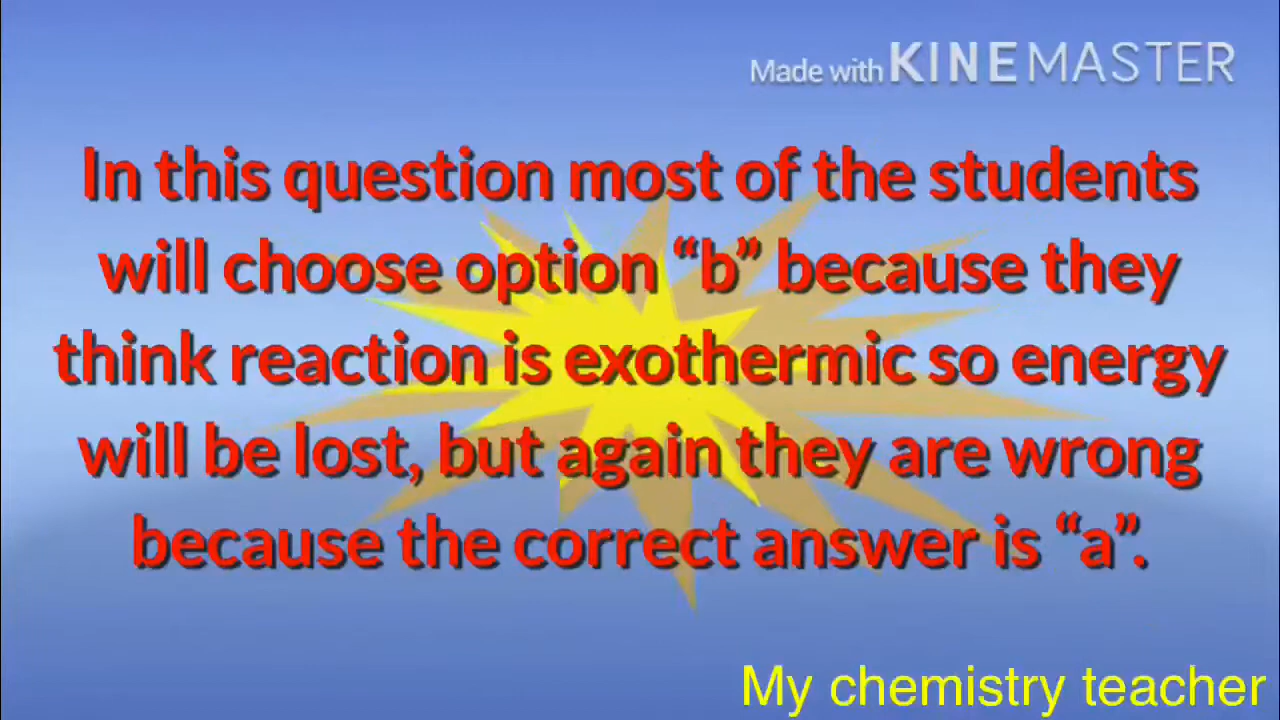 Made with KINEMASTER
In this question most of the students
will choose option “b” because they
think reaction is exothermic so energy
will be lost, but again they are wrong
because the correct answer is “a”.
My chemistry teacher